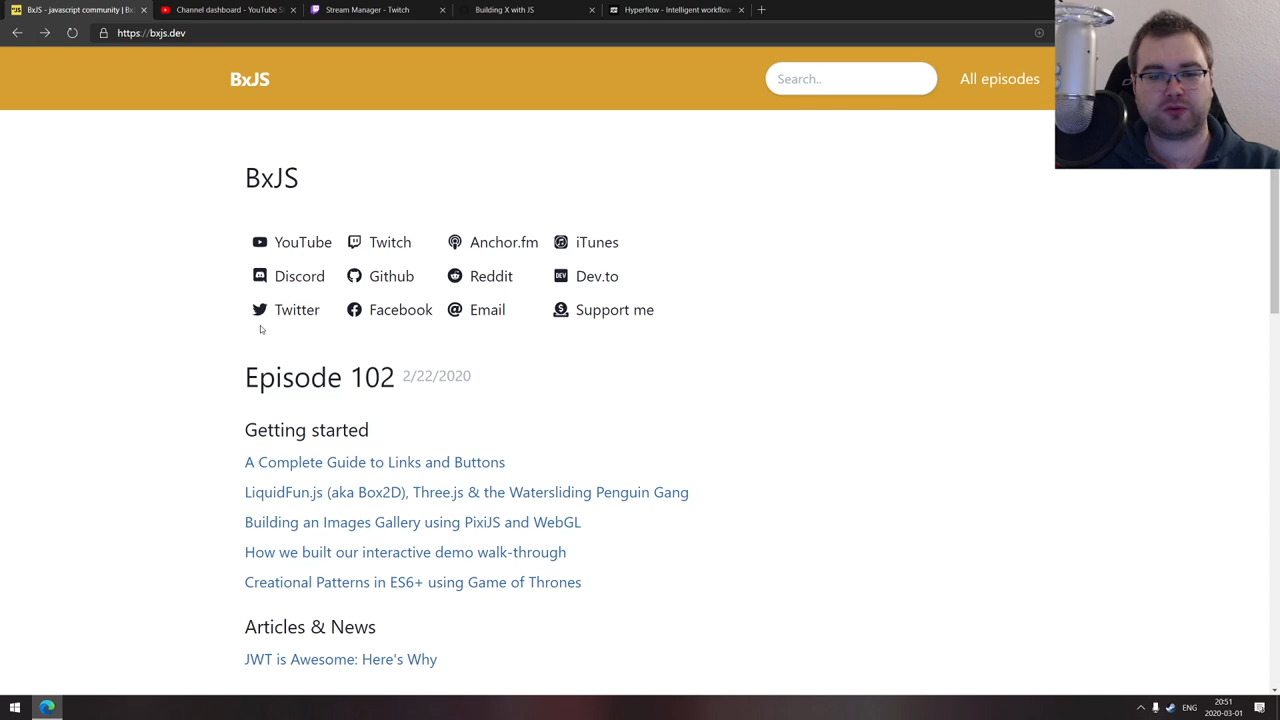 BxJS - javascript community | Bx
Channel dashboard - YouTube S
Stream Manager - Twitch
Building X with JS
Hyperflow - Intelligent workflow
https://bxjs.dev
BxJS
Search..
All episodes
BxJS
YouTube
Twitch
Anchor.fm
iTunes
Discord
Github
Reddit
DEV
Dev.to
Twitter
Facebook
Email
Support me
Episode 102 2/22/2020
Getting started
A Complete Guide to Links and Buttons
LiquidFun.js (aka Box2D), Three.js & the Watersliding Penguin Gang
Building an Images Gallery using PixiJS and WebGL
How we built our interactive demo walk-through
Creational Patterns in ES6+ using Game of Thrones
Articles & News
JWT is Awesome: Here's Why
ENG
20:51
2020-03-01